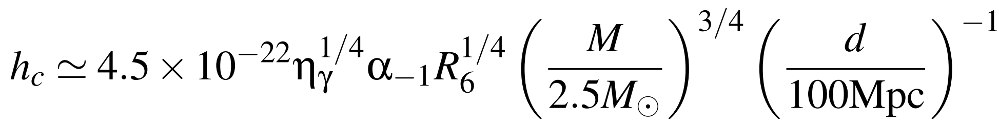 h_c ≃ 4.5 × 10^{−22} η_γ^{1/4} α_{−1} R_6^{1/4} (M / 2.5M_⊙)^{3/4} (d / 100Mpc)^{−1}